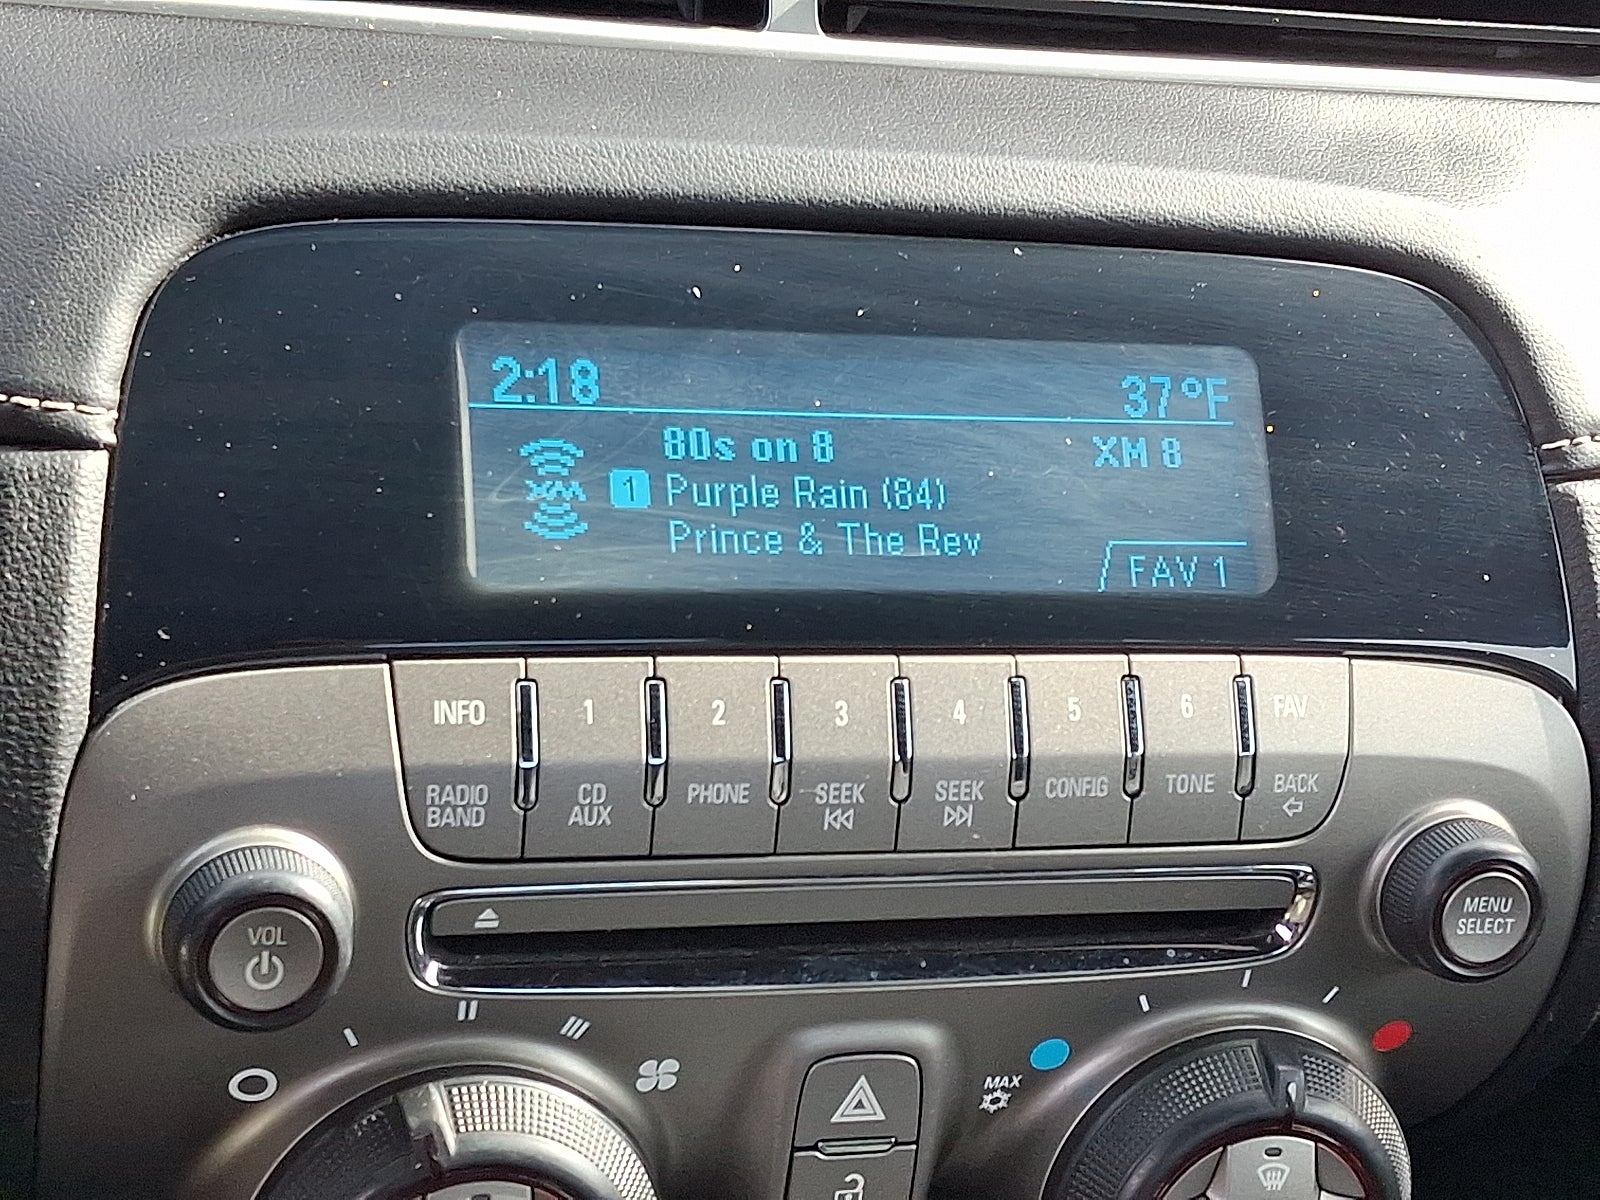 2:18 37°F
80s on 8 XM 8
XM 1 Purple Rain (84)
Prince & The Rev
FAV 1
INFO 1 2 3 4 5 6 FAV
RADIO BAND CD AUX PHONE SEEK SEEK CONFIG TONE BACK
VOL
MENU
SELECT
MAX